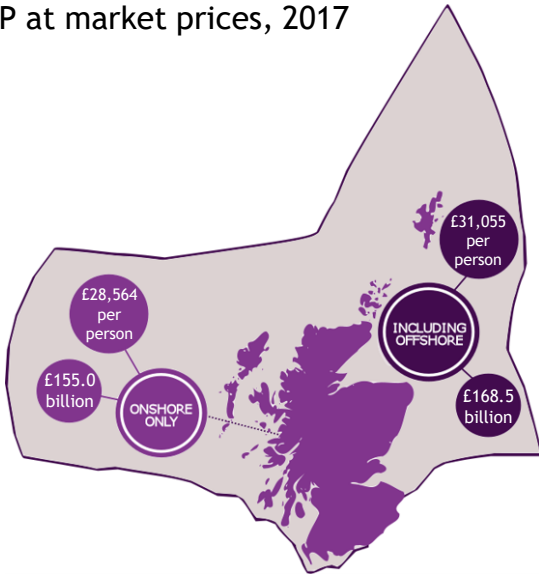 P at market prices, 2017
£31,055
per
person
INCLUDING
OFFSHORE
£168.5
billion
£28,564
per
person
£155.0
billion
ONSHORE
ONLY